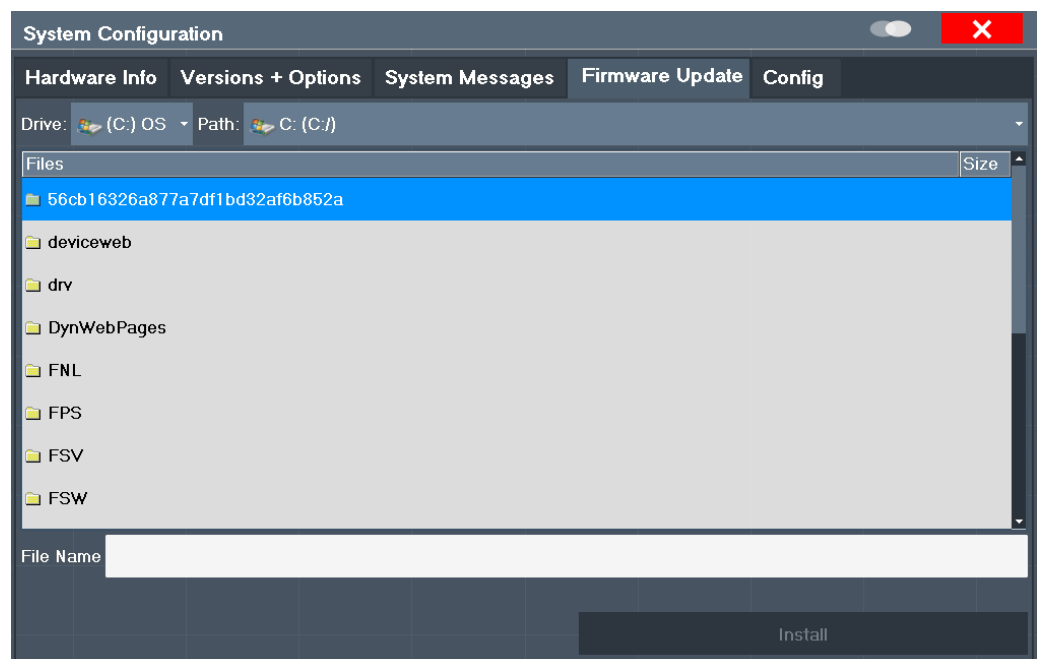 System Configuration
Hardware Info Versions + Options System Messages Firmware Update Config
Drive: (C:) OS Path: C: (C:/)
Files Size
56cb16326a877a7df1bd32af6b852a
deviceweb
drv
DynWebPages
FNL
FPS
FSV
FSW
File Name
Install